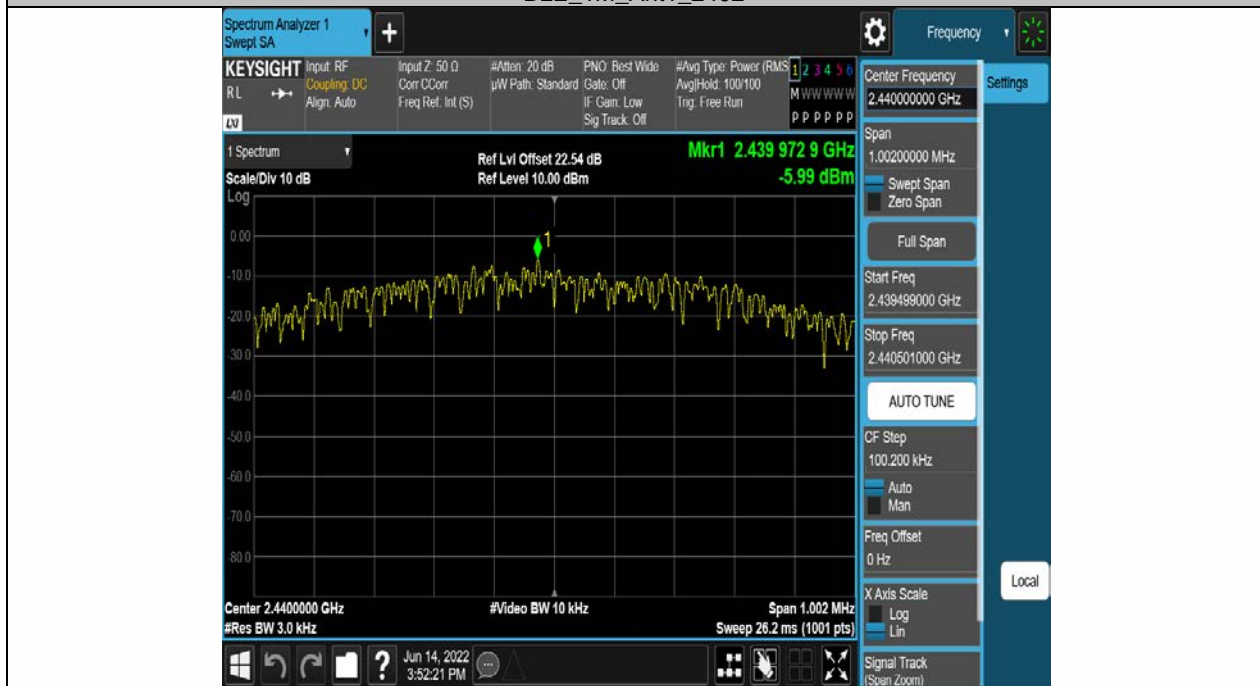 Spectrum Analyzer 1
Swept SA
+
Frequency
KEYSIGHT
RL
LXI
Input: RF
Coupling: DC
Align: Auto
Input Z: 50 Ω
Corr CCorr
Freq Ref: Int (S)
#Atten: 20 dB
µW Path: Standard
PNO: Best Wide
Gate: Off
IF Gain: Low
Sig Track: Off
#Avg Type: Power (RMS
Avg|Hold: 100/100
Trig: Free Run
1 2 3 4 5 6
M W W W W W
P P P P P P
1 Spectrum
Scale/Div 10 dB
Ref Lvl Offset 22.54 dB
Ref Level 10.00 dBm
Mkr1 2.439 972 9 GHz
-5.99 dBm
Log
1
0.00
-10.0
-20.0
-30.0
-40.0
-50.0
-60.0
-70.0
-80.0
Center 2.4400000 GHz
#Res BW 3.0 kHz
#Video BW 10 kHz
Span 1.002 MHz
Sweep 26.2 ms (1001 pts)
Center Frequency
2.440000000 GHz
Settings
Span
1.00200000 MHz
Swept Span
Zero Span
Full Span
Start Freq
2.439499000 GHz
Stop Freq
2.440501000 GHz
AUTO TUNE
CF Step
100.200 kHz
Auto
Man
Freq Offset
0 Hz
X Axis Scale
Log
Lin
Local
Signal Track
(Span Zoom)
?
Jun 14, 2022
3:52:21 PM